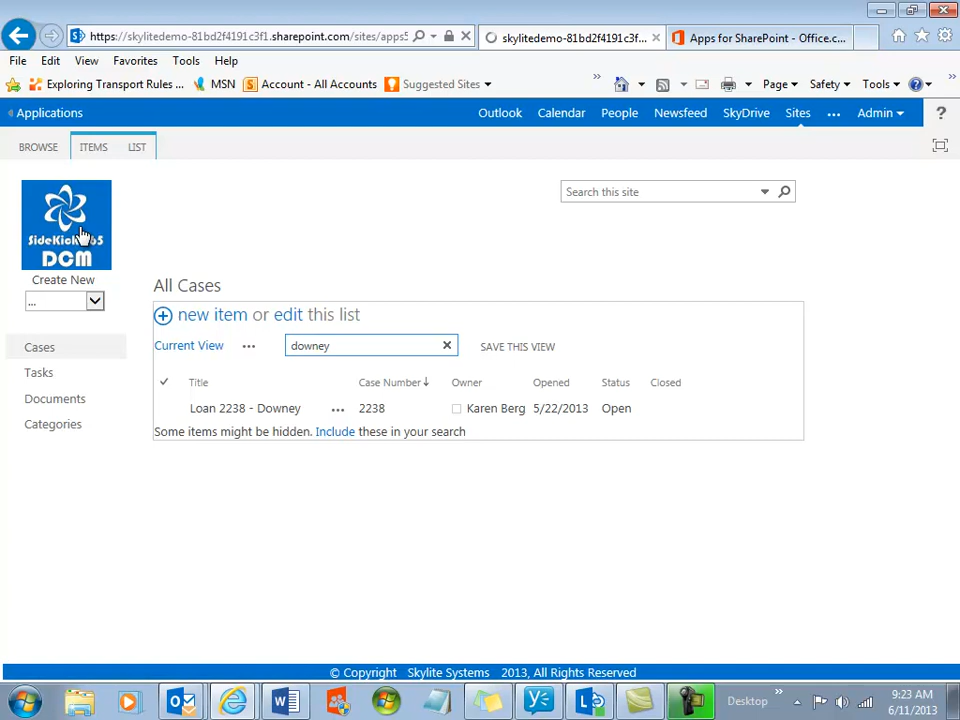 https://skylitedemo-81bd2f4191c3f1.sharepoint.com/sites/apps5
skylitedemo-81bd2f4191c3f...
Apps for SharePoint - Office.c...
File Edit View Favorites Tools Help
Exploring Transport Rules ... MSN Account - All Accounts Suggested Sites » Page Safety Tools »
Applications Outlook Calendar People Newsfeed SkyDrive Sites ... Admin ?
BROWSE ITEMS LIST
Search this site
SideKick365
DCM
Create New
...
All Cases
new item or edit this list
Current View ... downey SAVE THIS VIEW
Cases
Tasks
Documents
Categories
Title Case Number Owner Opened Status Closed
Loan 2238 - Downey ... 2238 Karen Berg 5/22/2013 Open
Some items might be hidden. Include these in your search
© Copyright Skylite Systems 2013, All Rights Reserved
Desktop »
9:23 AM
6/11/2013